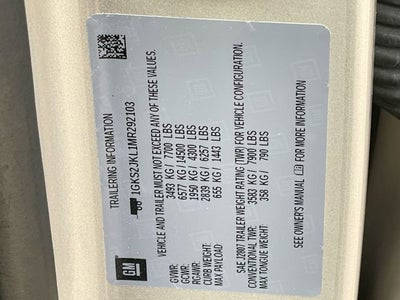 GM
TRAILERING INFORMATION
1GKS2JKL1MR292103
VEHICLE AND TRAILER MUST NOT EXCEED ANY OF THESE VALUES.
GVWR: 3493 KG / 7700 LBS
GCWR: 6577 KG / 14500 LBS
RGAWR: 1950 KG / 4300 LBS
CURB WEIGHT: 2839 KG / 6257 LBS
MAX PAYLOAD: 655 KG / 1443 LBS
SAE J2807 TRAILER WEIGHT RATING (TWR) FOR VEHICLE CONFIGURATION.
CONVENTIONAL TWR: 3583 KG / 7900 LBS
MAX TONGUE WEIGHT: 358 KG / 790 LBS
SEE OWNER'S MANUAL FOR MORE INFORMATION